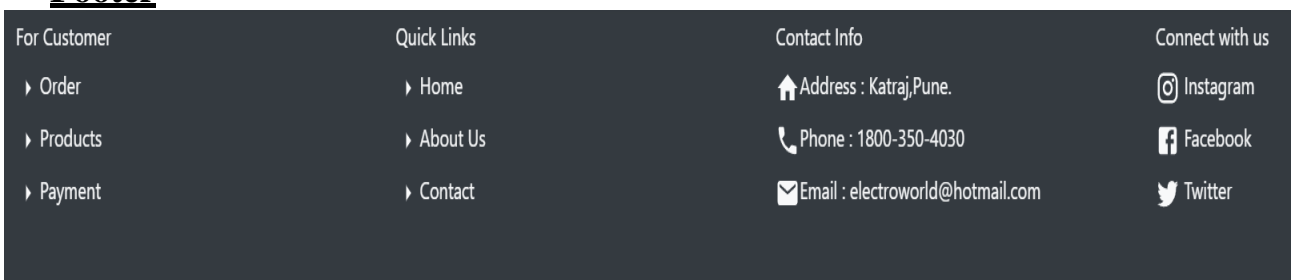 Footer
For Customer
Order
Products
Payment
Quick Links
Home
About Us
Contact
Contact Info
Address : Katraj,Pune.
Phone : 1800-350-4030
Email : electroworld@hotmail.com
Connect with us
Instagram
Facebook
Twitter